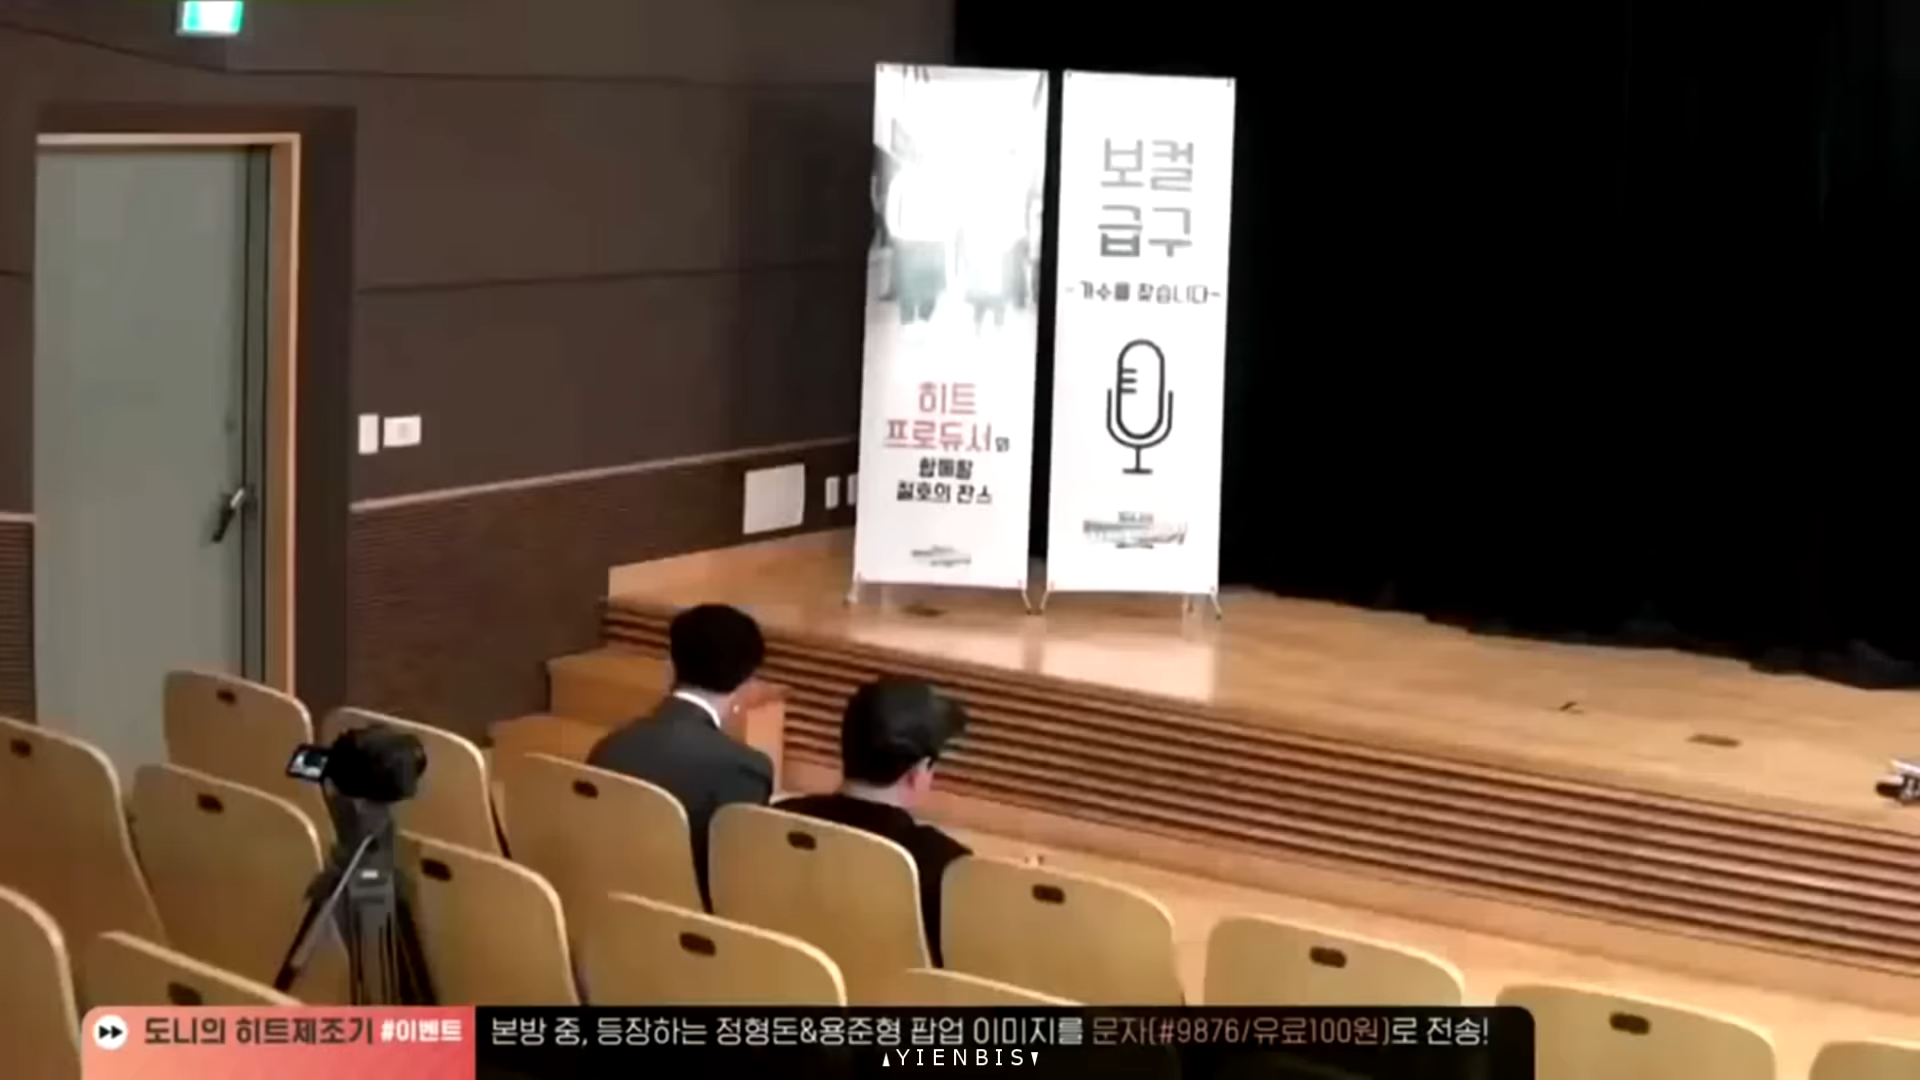 보컬
급구
~가수를 찾습니다~
히트
프로듀서와
함께할
절호의 찬스
도니의 히트제조기 #이벤트
본방 중, 등장하는 정형돈&용준형 팝업 이미지를 문자(#9876/유료100원)로 전송!
YIENBIS